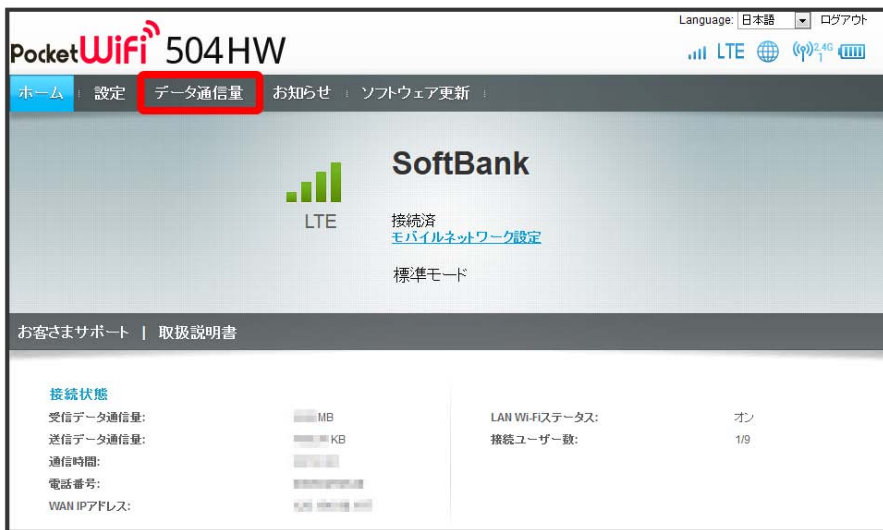 Language: 日本語 ログアウト
PocketWiFi 504HW
LTE 2.4G 1
ホーム 設定 データ通信量 お知らせ ソフトウェア更新
SoftBank
LTE
接続済
モバイルネットワーク設定
標準モード
お客さまサポート | 取扱説明書
接続状態
受信データ通信量: MB LAN Wi-Fiステータス: オン
送信データ通信量: KB 接続ユーザー数: 1/9
通信時間:
電話番号:
WAN IPアドレス: